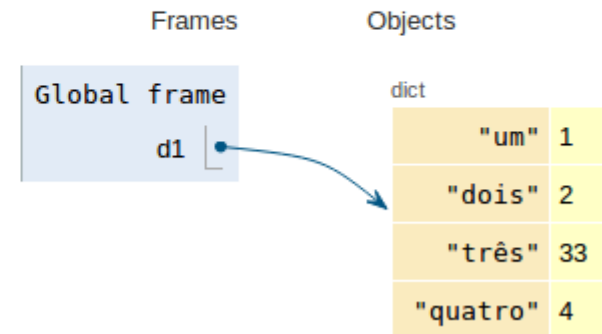 Frames Objects
Global frame
dict
d1
"um" 1
"dois" 2
"três" 33
"quatro" 4